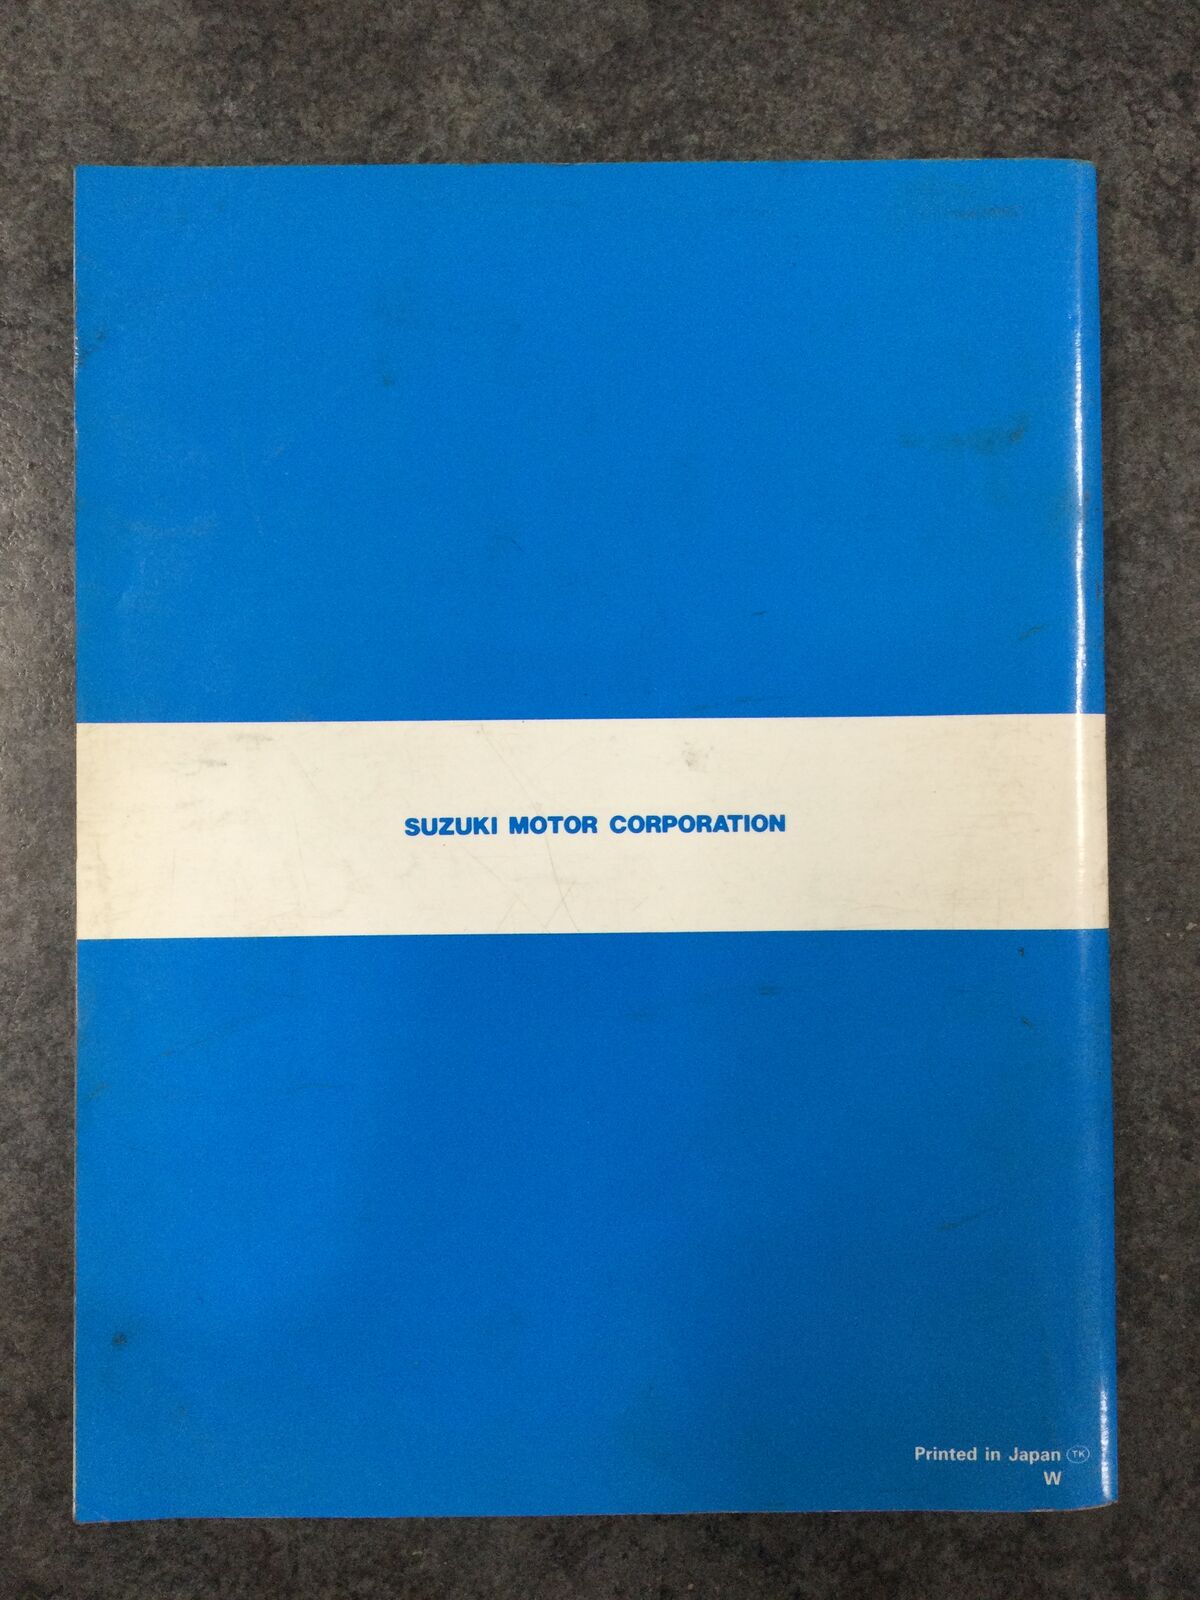 SUZUKI MOTOR CORPORATION
Printed in Japan TK
W